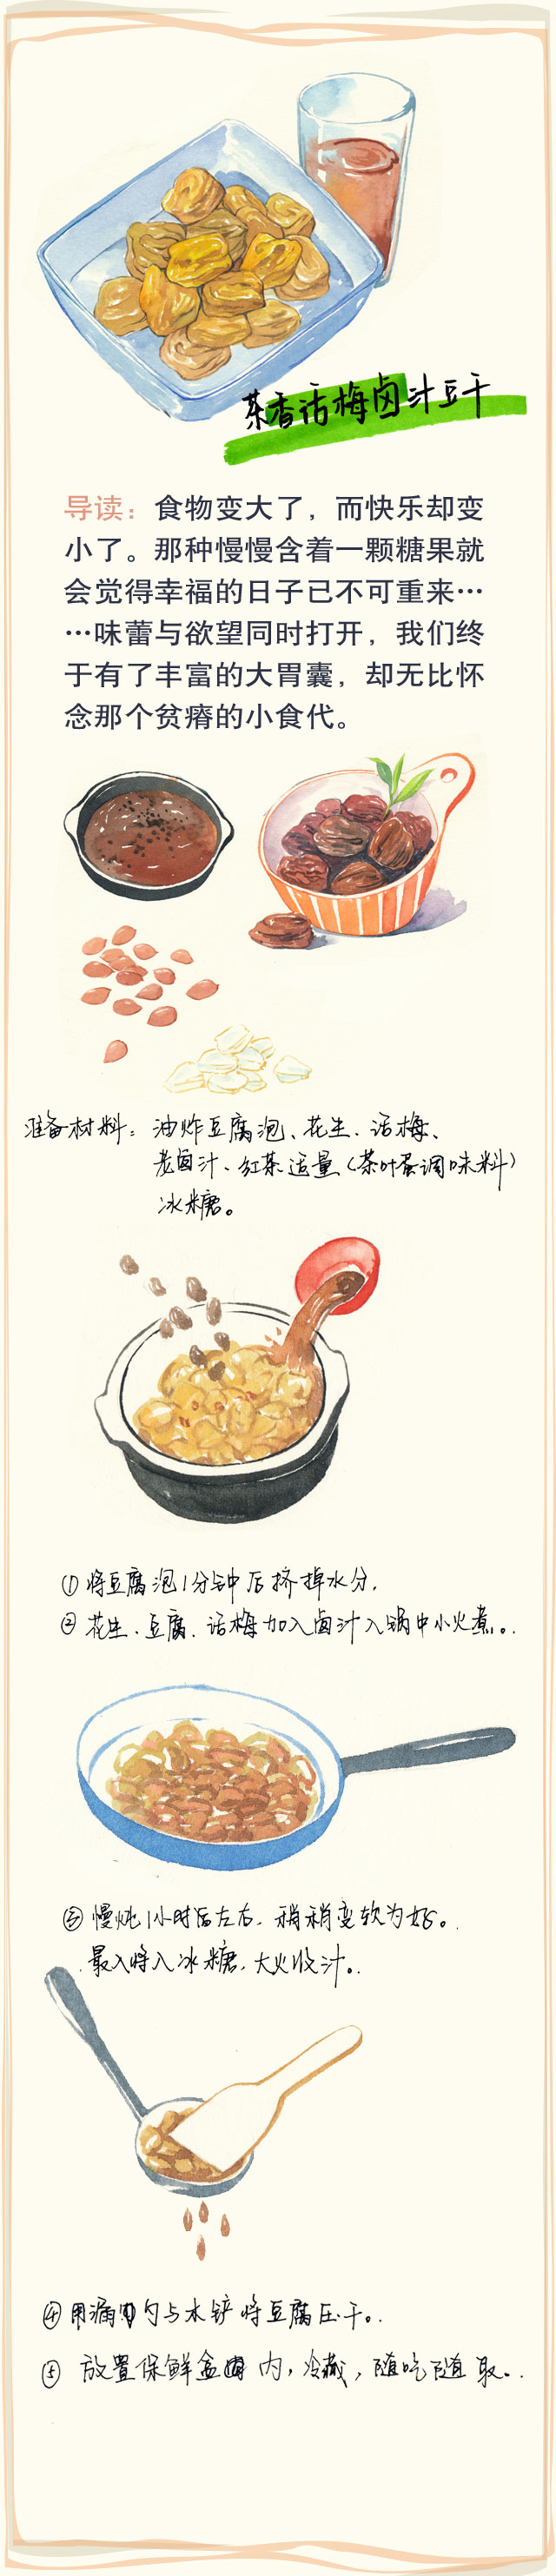 茶香话梅卤汁豆干
导读：食物变大了，而快乐却变
小了。那种慢慢含着一颗糖果就
会觉得幸福的日子已不可重来…
…味蕾与欲望同时打开，我们终
于有了丰富的大胃囊，却无比怀
念那个贫瘠的小食代。
准备材料：油炸豆腐泡、花生、话梅、
老卤汁、红茶适量（茶叶蛋调味料）
冰糖。
①将豆腐泡1分钟后挤掉水分.
②花生、豆腐、话梅加入卤汁入锅中小火煮。.
③慢炖1小时后左右.稍稍变软为好。.
最入将入冰糖.大火收汁。.
④用漏勺与木铲将豆腐压干。.
⑤放置保鲜盒内,冷藏,随吃随取。.